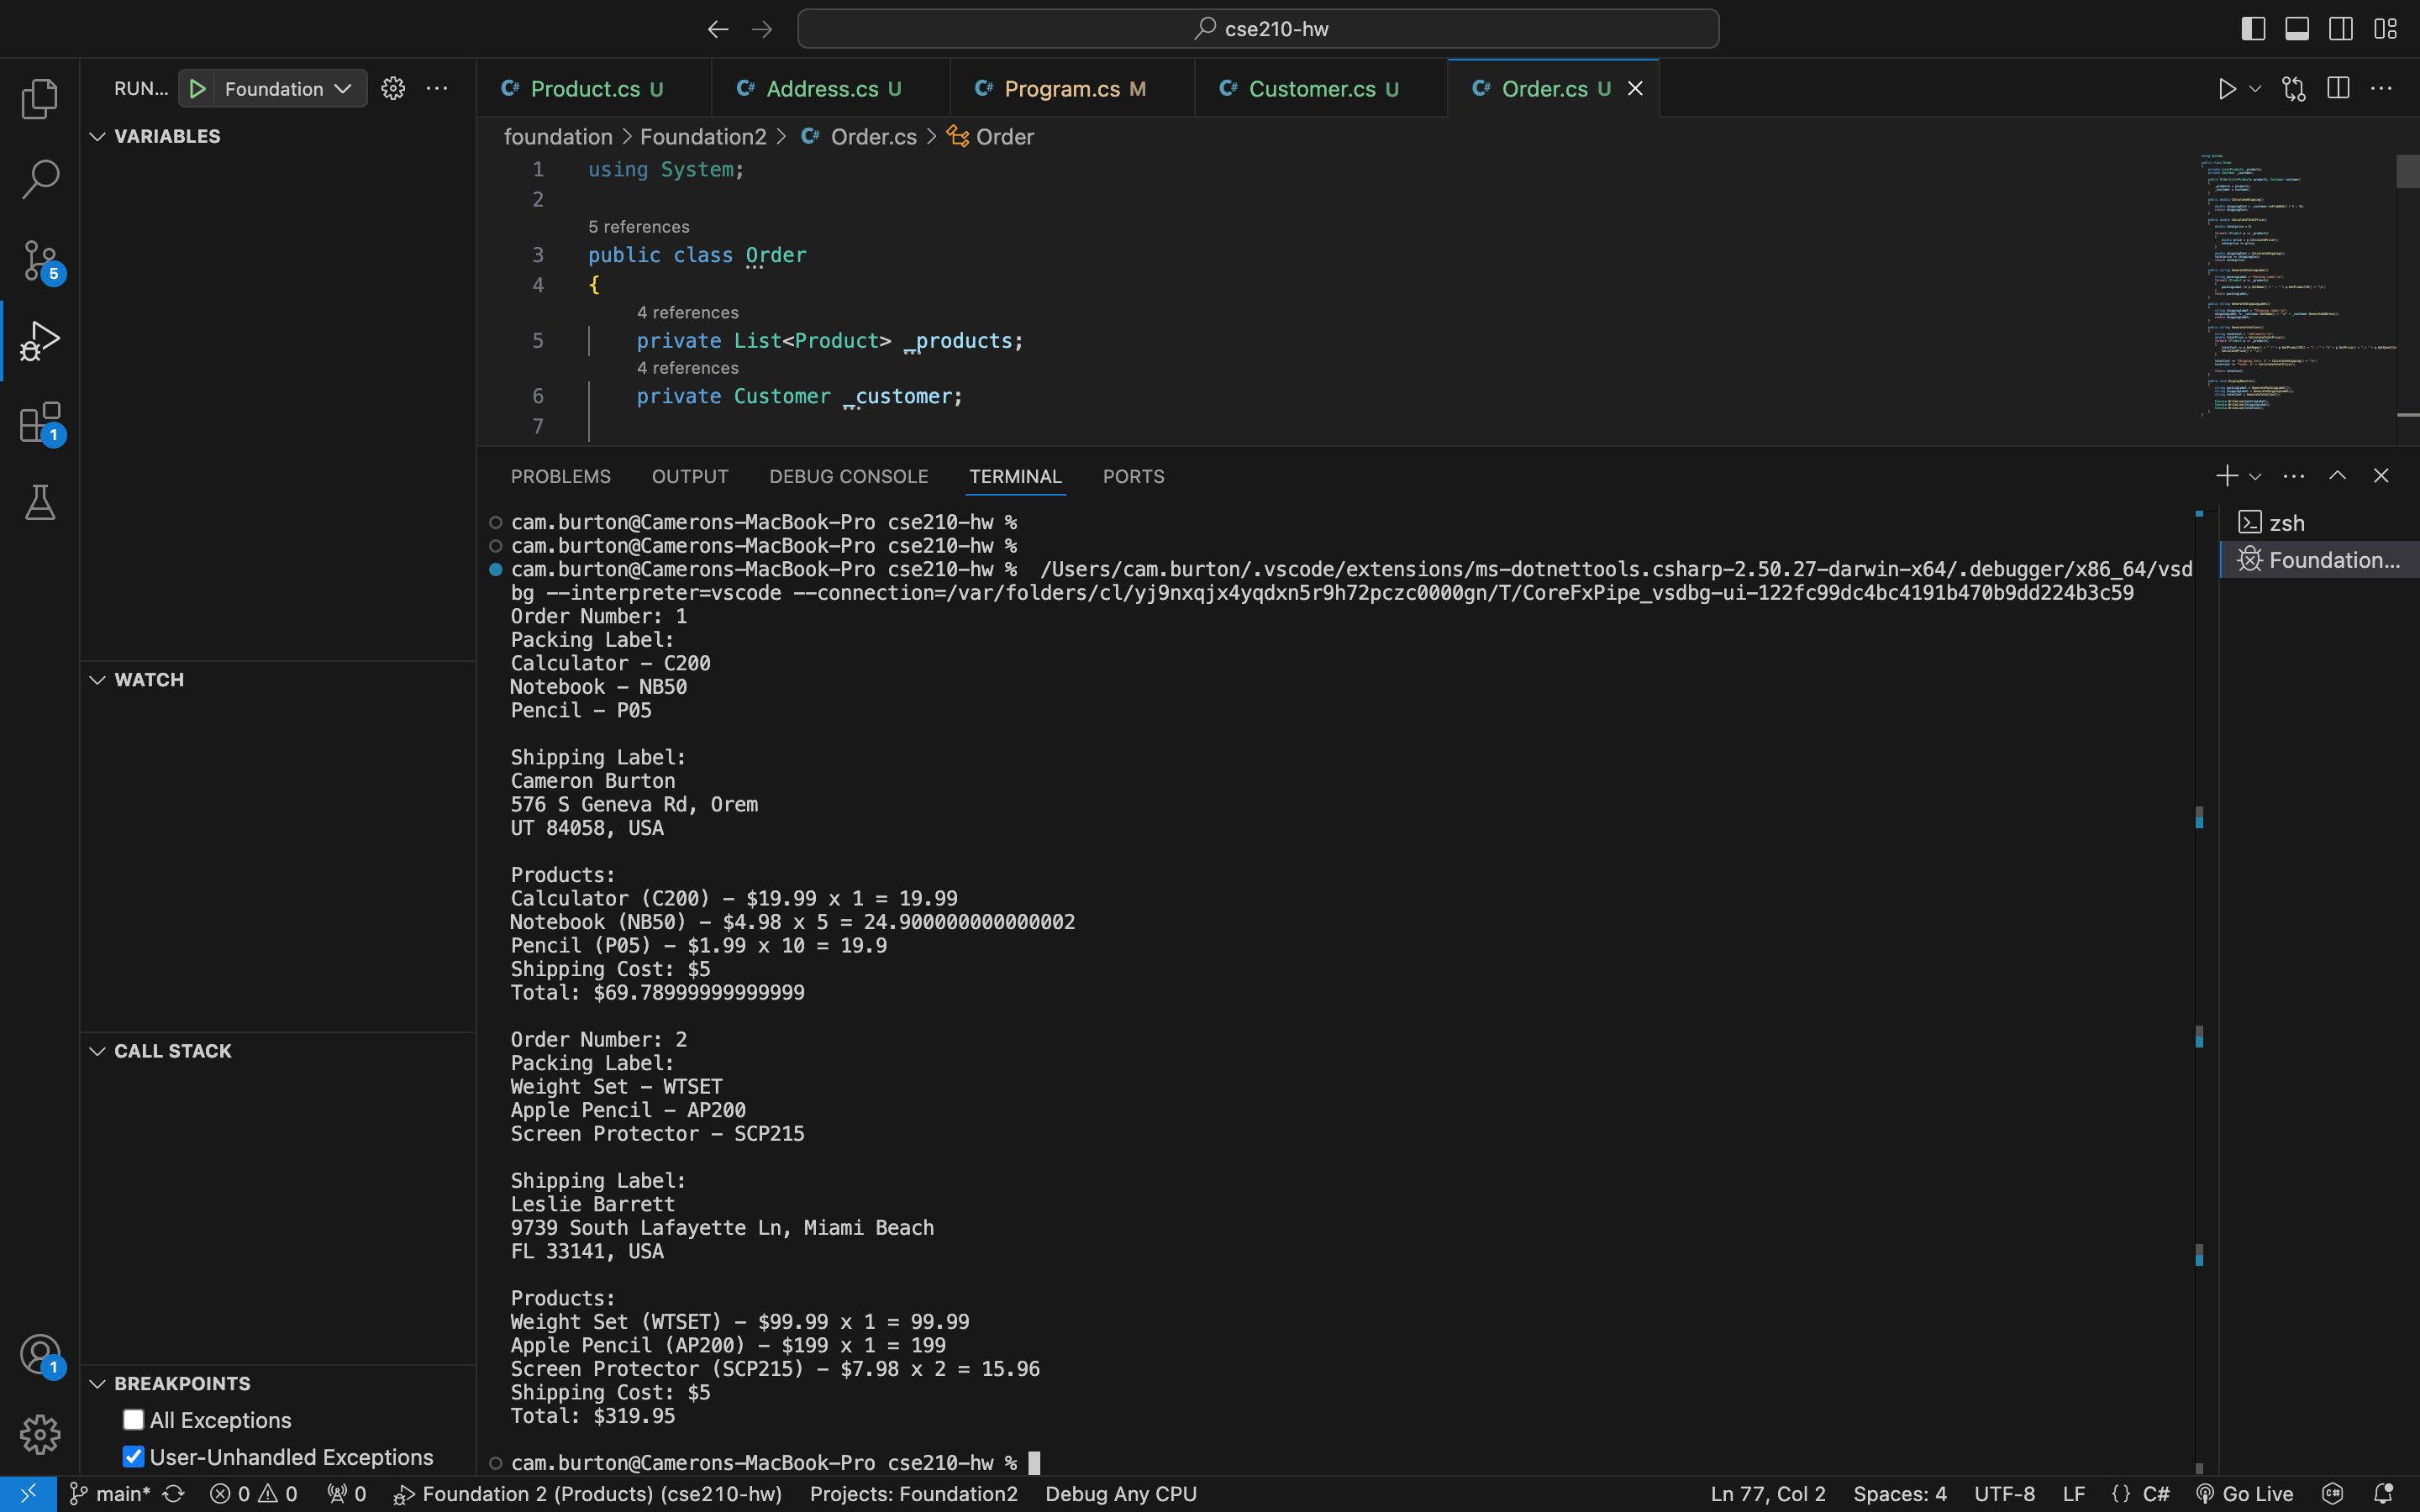 cse210-hw
RUN...
Foundation
Product.cs U
Address.cs U
Program.cs M
Customer.cs U
Order.cs U
VARIABLES
foundation > Foundation2 > Order.cs > Order
1 using System;
2
5 references
3 public class Order
4 {
4 references
5 private List<Product> _products;
4 references
6 private Customer _customer;
7
PROBLEMS OUTPUT DEBUG CONSOLE TERMINAL PORTS
cam.burton@Camerons-MacBook-Pro cse210-hw %
cam.burton@Camerons-MacBook-Pro cse210-hw %
cam.burton@Camerons-MacBook-Pro cse210-hw % /Users/cam.burton/.vscode/extensions/ms-dotnettools.csharp-2.50.27-darwin-x64/.debugger/x86_64/vsd
bg --interpreter=vscode --connection=/var/folders/cl/yj9nxqjx4yqdxn5r9h72pczc0000gn/T/CoreFxPipe_vsdbg-ui-122fc99dc4bc4191b470b9dd224b3c59
Order Number: 1
Packing Label:
Calculator - C200
Notebook - NB50
Pencil - P05
Shipping Label:
Cameron Burton
576 S Geneva Rd, Orem
UT 84058, USA
Products:
Calculator (C200) - $19.99 x 1 = 19.99
Notebook (NB50) - $4.98 x 5 = 24.900000000000002
Pencil (P05) - $1.99 x 10 = 19.9
Shipping Cost: $5
Total: $69.78999999999999
Order Number: 2
Packing Label:
Weight Set - WTSET
Apple Pencil - AP200
Screen Protector - SCP215
Shipping Label:
Leslie Barrett
9739 South Lafayette Ln, Miami Beach
FL 33141, USA
Products:
Weight Set (WTSET) - $99.99 x 1 = 99.99
Apple Pencil (AP200) - $199 x 1 = 199
Screen Protector (SCP215) - $7.98 x 2 = 15.96
Shipping Cost: $5
Total: $319.95
cam.burton@Camerons-MacBook-Pro cse210-hw %
zsh
Foundation...
5
1
WATCH
CALL STACK
BREAKPOINTS
All Exceptions
User-Unhandled Exceptions
1
main* 0 0 0 Foundation 2 (Products) (cse210-hw) Projects: Foundation2 Debug Any CPU Ln 77, Col 2 Spaces: 4 UTF-8 LF {} C# Go Live